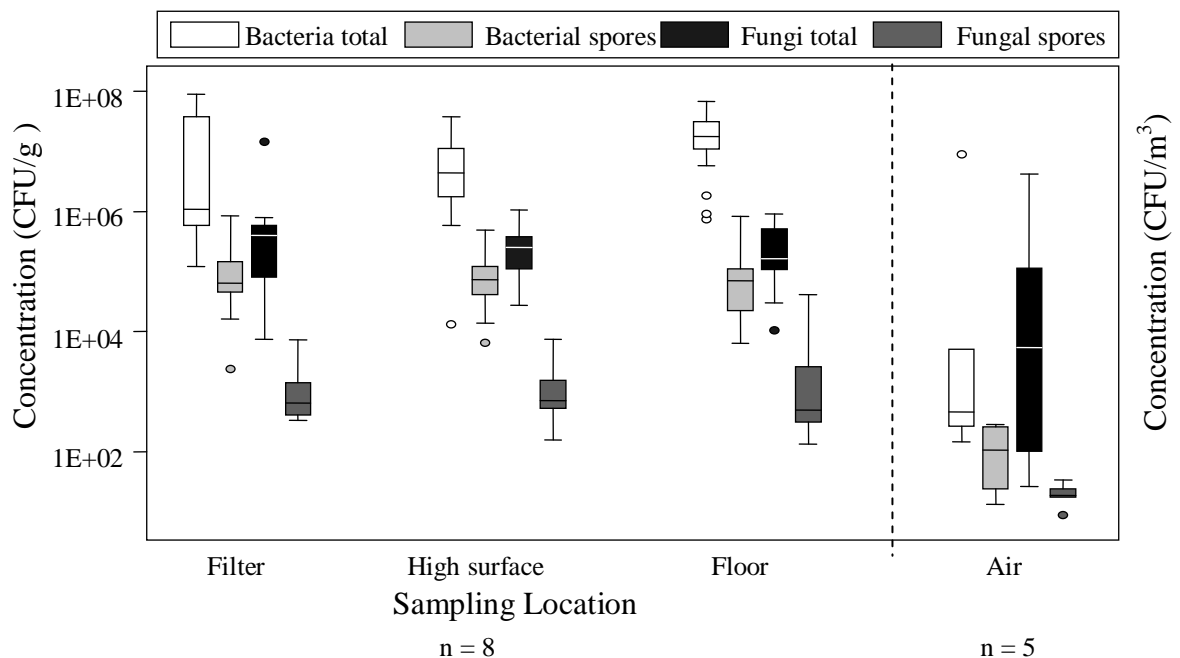 Bacteria total Bacterial spores Fungi total Fungal spores
Concentration (CFU/g )
1E+08
1E+06
1E+04
1E+02
Concentration (CFU/m³)
Filter High surface Floor Air
Sampling Location
n = 8 n = 5